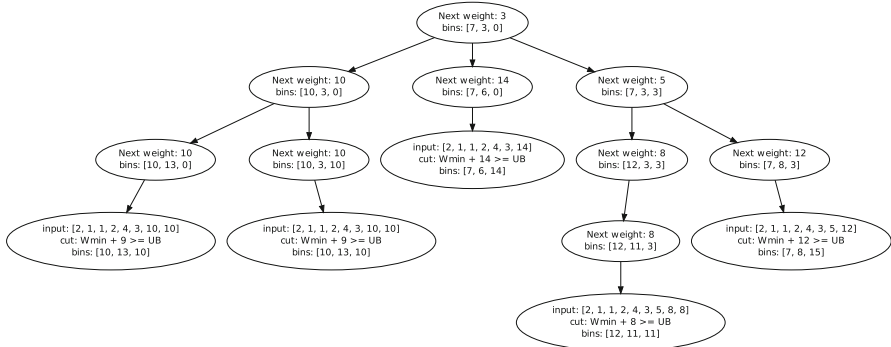 Next weight: 3
bins: [7, 3, 0]
Next weight: 10
bins: [10, 3, 0]
Next weight: 14
bins: [7, 6, 0]
Next weight: 5
bins: [7, 3, 3]
Next weight: 10
bins: [10, 13, 0]
Next weight: 10
bins: [10, 3, 10]
input: [2, 1, 1, 2, 4, 3, 14]
cut: Wmin + 14 >= UB
bins: [7, 6, 14]
Next weight: 8
bins: [12, 3, 3]
Next weight: 12
bins: [7, 8, 3]
input: [2, 1, 1, 2, 4, 3, 10, 10]
cut: Wmin + 9 >= UB
bins: [10, 13, 10]
input: [2, 1, 1, 2, 4, 3, 10, 10]
cut: Wmin + 9 >= UB
bins: [10, 13, 10]
Next weight: 8
bins: [12, 11, 3]
input: [2, 1, 1, 2, 4, 3, 5, 12]
cut: Wmin + 12 >= UB
bins: [7, 8, 15]
input: [2, 1, 1, 2, 4, 3, 5, 8, 8]
cut: Wmin + 8 >= UB
bins: [12, 11, 11]